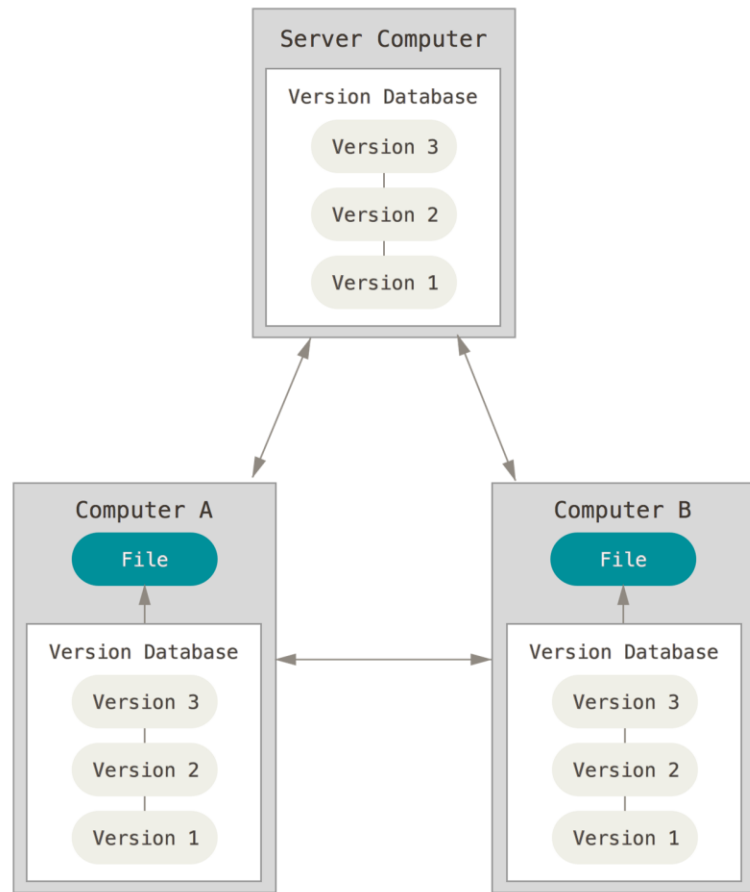 Server Computer
Version Database
Version 3
Version 2
Version 1
Computer A
File
Version Database
Version 3
Version 2
Version 1
Computer B
File
Version Database
Version 3
Version 2
Version 1